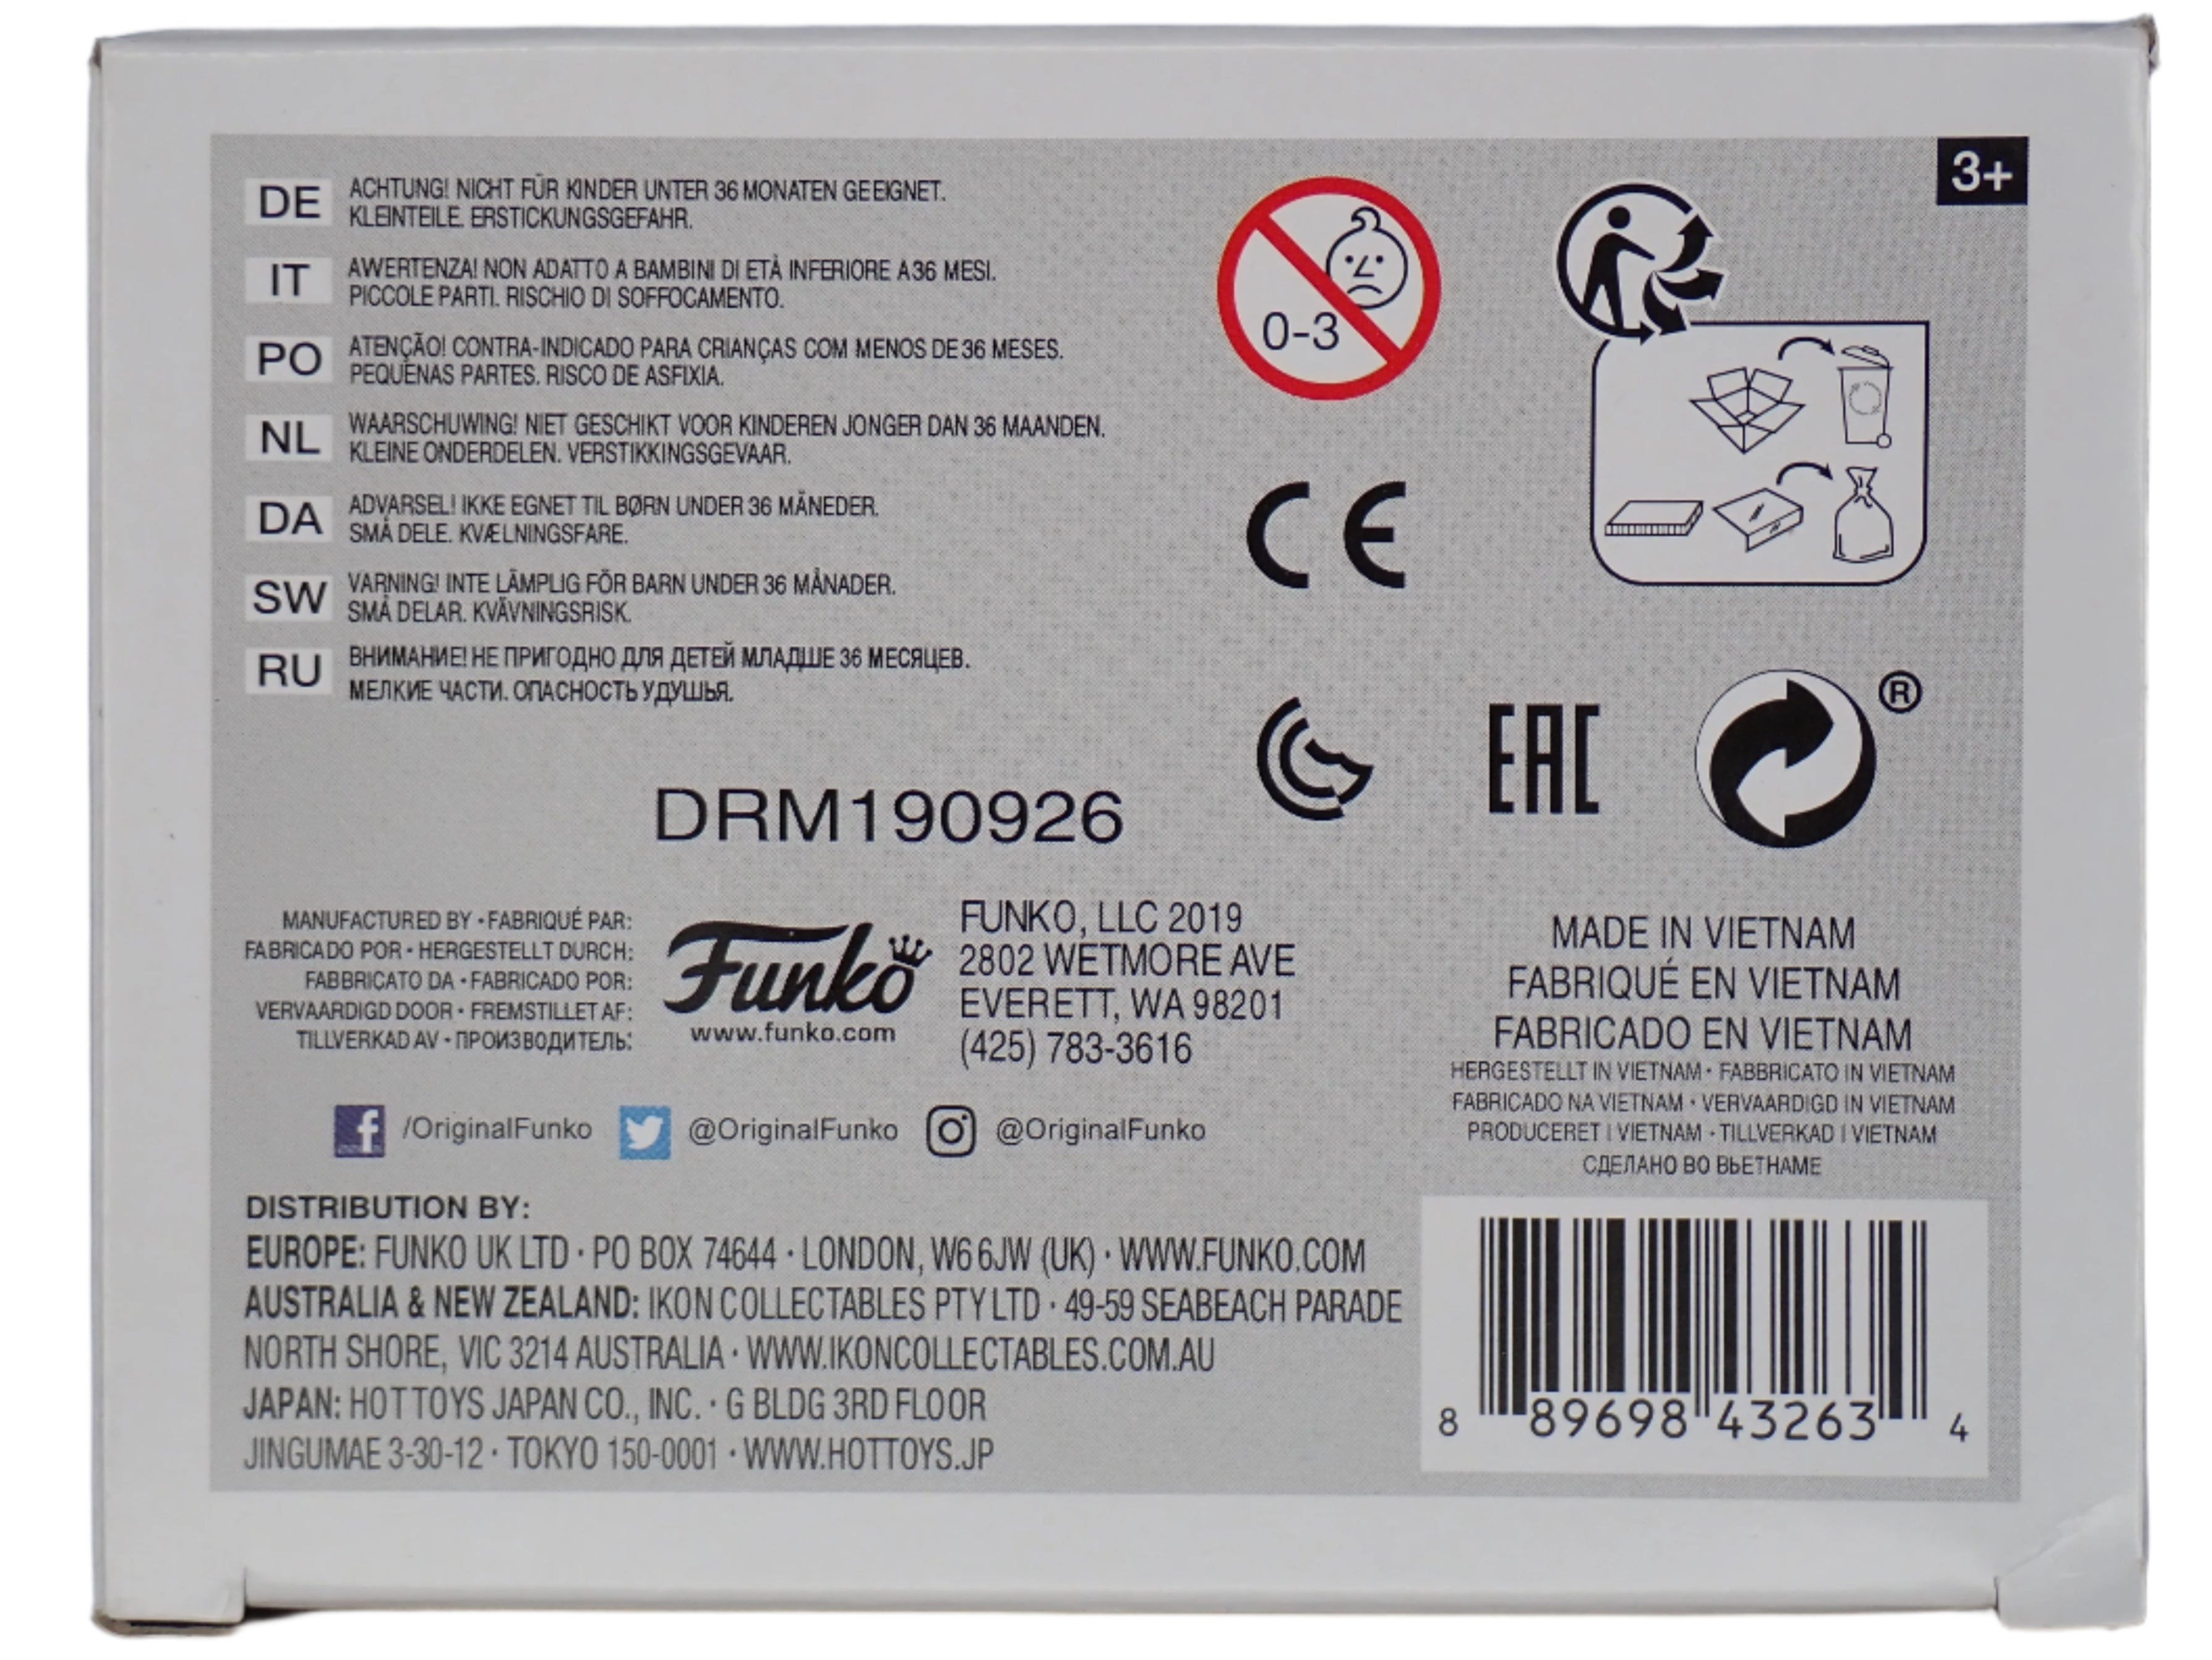 3+
DE ACHTUNG! NICHT FÜR KINDER UNTER 36 MONATEN GEEIGNET.
KLEINTEILE. ERSTICKUNGSGEFAHR.
IT AWERTENZA! NON ADATTO A BAMBINI DI ETÀ INFERIORE A 36 MESI.
PICCOLE PARTI. RISCHIO DI SOFFOCAMENTO.
PO ATENÇÃO! CONTRA-INDICADO PARA CRIANÇAS COM MENOS DE 36 MESES.
PEQUENAS PARTES. RISCO DE ASFIXIA.
NL WAARSCHUWING! NIET GESCHIKT VOOR KINDEREN JONGER DAN 36 MAANDEN.
KLEINE ONDERDELEN. VERSTIKKINGSGEVAAR.
DA ADVARSEL! IKKE EGNET TIL BØRN UNDER 36 MÅNEDER.
SMÅ DELE. KVÆLNINGSFARE.
SW VARNING! INTE LÄMPLIG FÖR BARN UNDER 36 MÅNADER.
SMÅ DELAR. KVÄVNINGSRISK.
RU ВНИМАНИЕ! НЕ ПРИГОДНО ДЛЯ ДЕТЕЙ МЛАДШЕ 36 МЕСЯЦЕВ.
МЕЛКИЕ ЧАСТИ. ОПАСНОСТЬ УДУШЬЯ.
0-3
CE
EAC
®
DRM190926
MANUFACTURED BY • FABRIQUÉ PAR:
FABRICADO POR • HERGESTELLT DURCH:
FABBRICATO DA • FABRICADO POR:
VERVAARDIGD DOOR • FREMSTILLET AF:
TILLVERKAD AV • ПРОИЗВОДИТЕЛЬ:
Funko
www.funko.com
FUNKO, LLC 2019
2802 WETMORE AVE
EVERETT, WA 98201
(425) 783-3616
MADE IN VIETNAM
FABRIQUÉ EN VIETNAM
FABRICADO EN VIETNAM
HERGESTELLT IN VIETNAM • FABBRICATO IN VIETNAM
FABRICADO NA VIETNAM • VERVAARDIGD IN VIETNAM
PRODUCERET I VIETNAM • TILLVERKAD I VIETNAM
СДЕЛАНО ВО ВЬЕТНАМЕ
/OriginalFunko @OriginalFunko @OriginalFunko
DISTRIBUTION BY:
EUROPE: FUNKO UK LTD • PO BOX 74644 • LONDON, W6 6JW (UK) • WWW.FUNKO.COM
AUSTRALIA & NEW ZEALAND: IKON COLLECTABLES PTY LTD • 49-59 SEABEACH PARADE
NORTH SHORE, VIC 3214 AUSTRALIA • WWW.IKONCOLLECTABLES.COM.AU
JAPAN: HOT TOYS JAPAN CO., INC. • G BLDG 3RD FLOOR
JINGUMAE 3-30-12 • TOKYO 150-0001 • WWW.HOTTOYS.JP
8 89698 43263 4